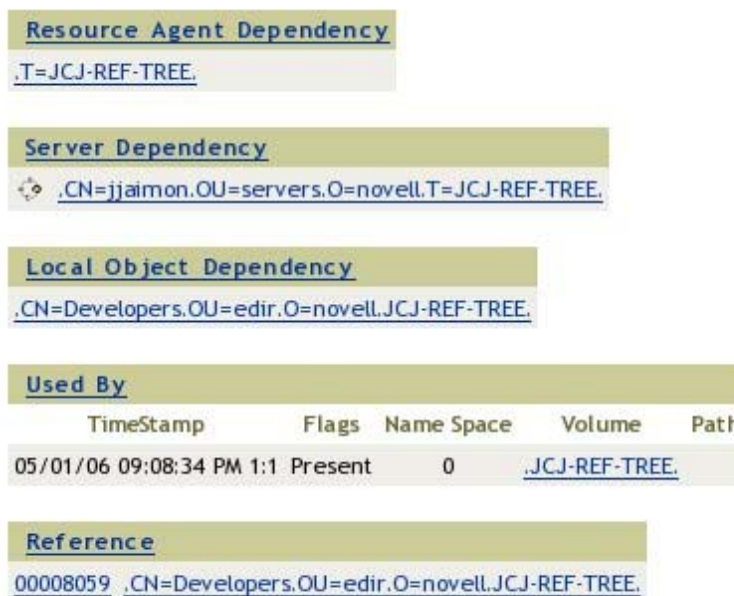 Resource Agent Dependency
.T=JCJ-REF-TREE.
Server Dependency
.CN=jjaimon.OU=servers.O=novell.T=JCJ-REF-TREE.
Local Object Dependency
.CN=Developers.OU=edir.O=novell.JCJ-REF-TREE.
Used By
TimeStamp Flags Name Space Volume Path
05/01/06 09:08:34 PM 1:1 Present 0 .JCJ-REF-TREE.
Reference
00008059 .CN=Developers.OU=edir.O=novell.JCJ-REF-TREE.